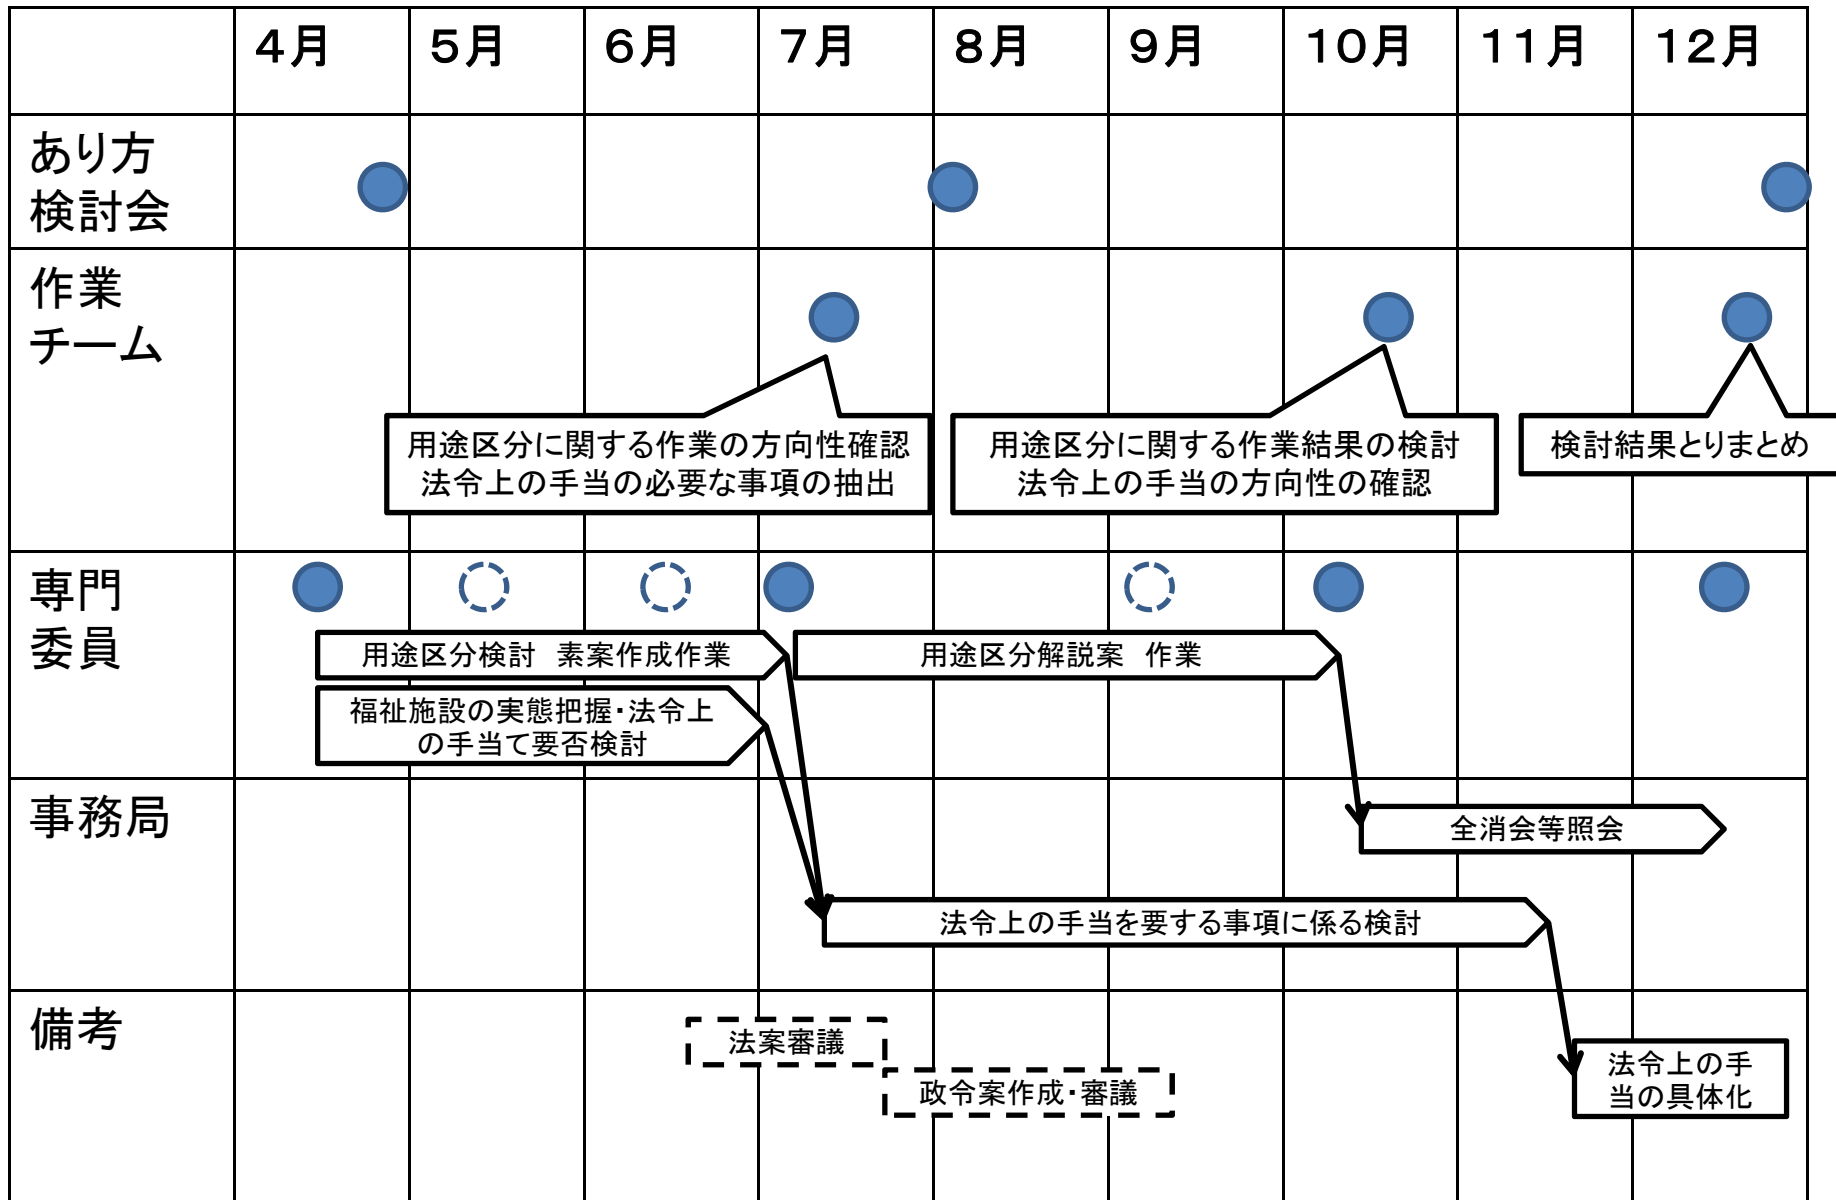 ４月
５月
６月
７月
８月
９月
１０月
１１月
１２月
あり方
検討会
作業
チーム
用途区分に関する作業の方向性確認
法令上の手当の必要な事項の抽出
用途区分に関する作業結果の検討
法令上の手当の方向性の確認
検討結果とりまとめ
専門
委員
用途区分検討　素案作成作業
用途区分解説案　作業
福祉施設の実態把握・法令上
の手当て要否検討
事務局
全消会等照会
法令上の手当を要する事項に係る検討
備考
法案審議
政令案作成・審議
法令上の手
当の具体化